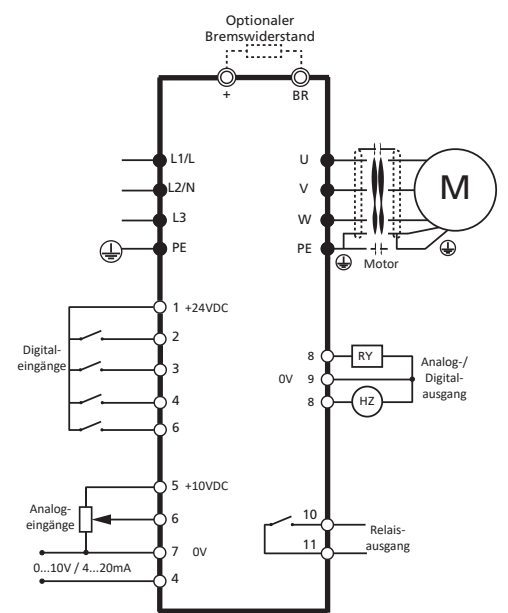 Optionaler
Bremswiderstand
+
BR
L1/L
U
L2/N
V
M
L3
W
PE
PE
Motor
1 +24VDC
Digital-
eingänge
2
3
4
6
8
RY
0V 9
8
HZ
Analog-/
Digital-
ausgang
5 +10VDC
Analog-
eingänge
6
7 0V
0...10V / 4...20mA
4
10
11
Relais-
ausgang